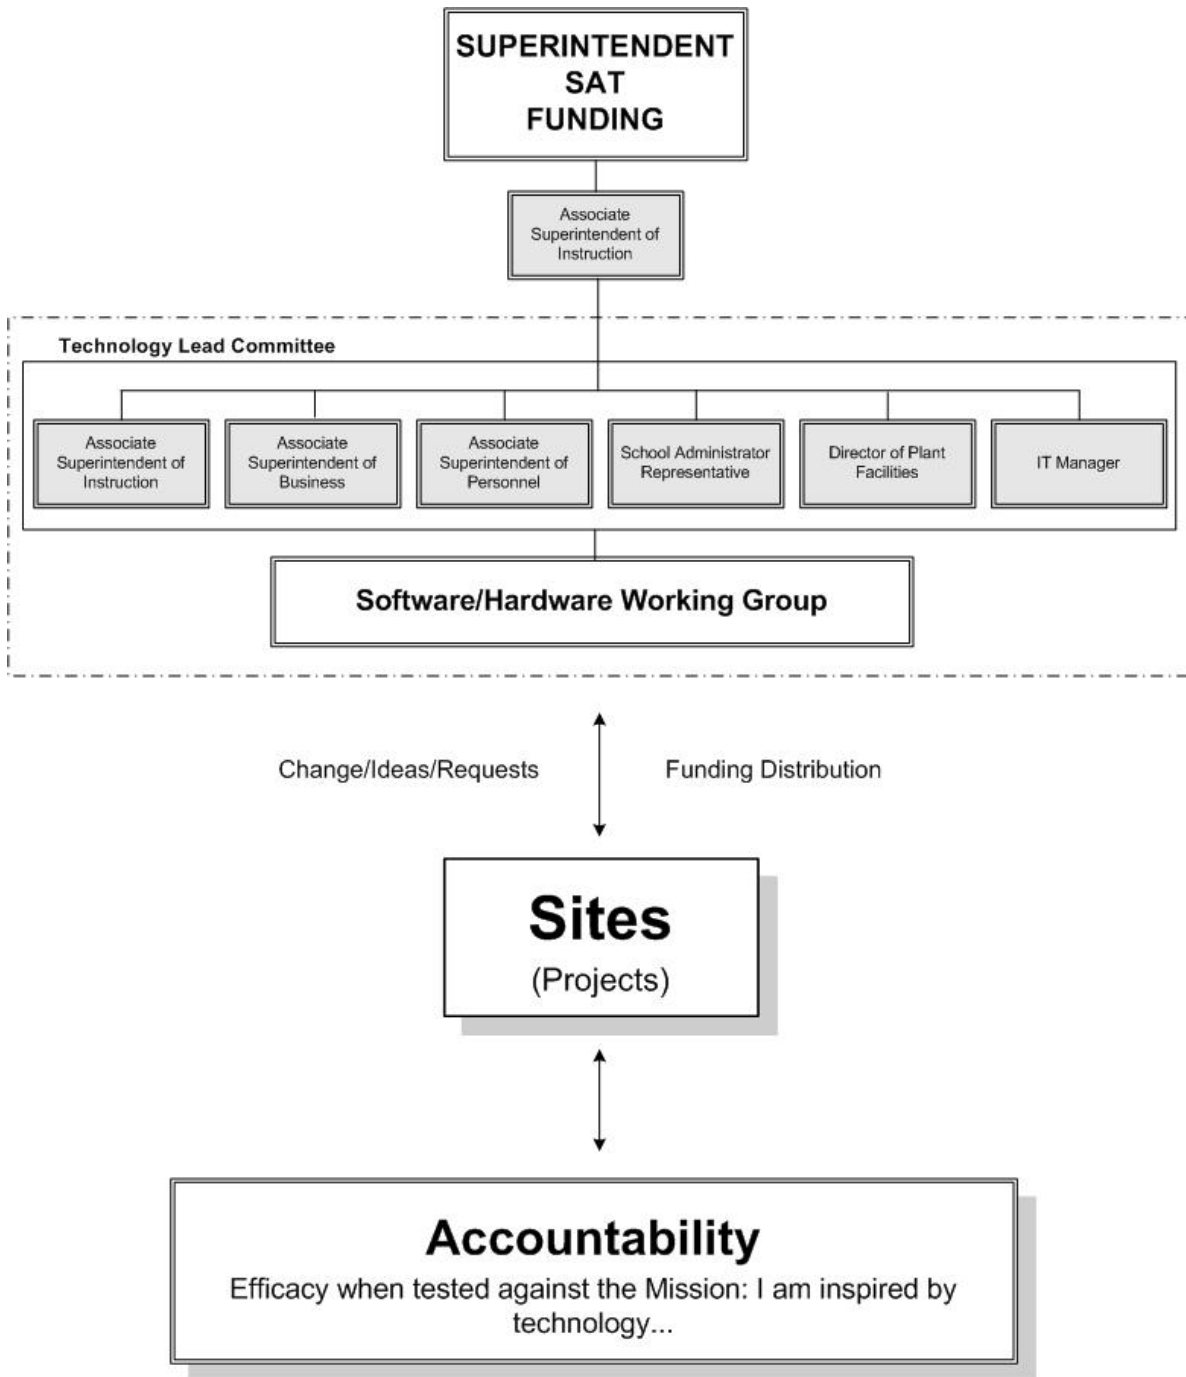 SUPERINTENDENT
SAT
FUNDING
Associate
Superintendent of
Instruction
Technology Lead Committee
Associate
Superintendent of
Instruction
Associate
Superintendent of
Business
Associate
Superintendent of
Personnel
School Administrator
Representative
Director of Plant
Facilities
IT Manager
Software/Hardware Working Group
Change/Ideas/Requests
Funding Distribution
Sites
(Projects)
Accountability
Efficacy when tested against the Mission: I am inspired by
technology...